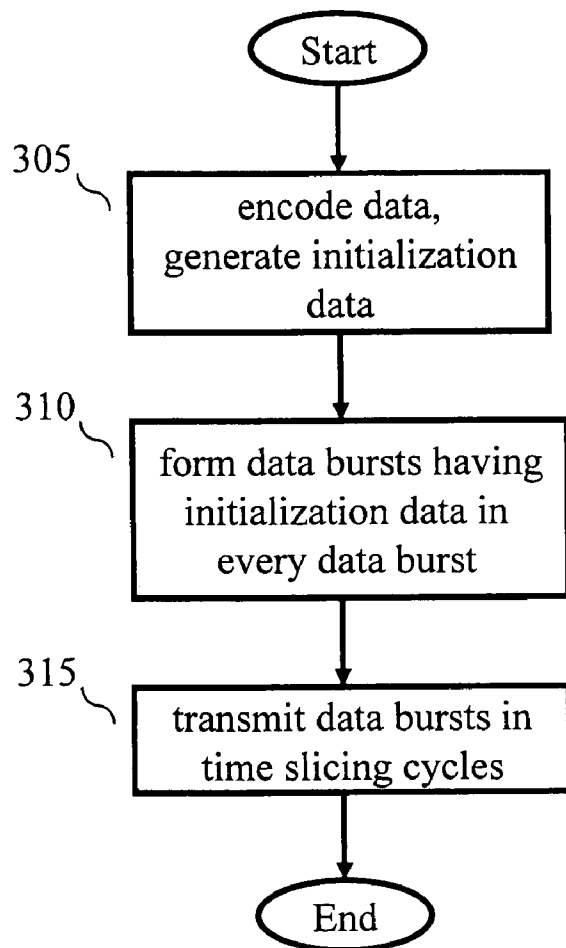 Start
305
encode data,
generate initialization
data
310
form data bursts having
initialization data in
every data burst
315
transmit data bursts in
time slicing cycles
End